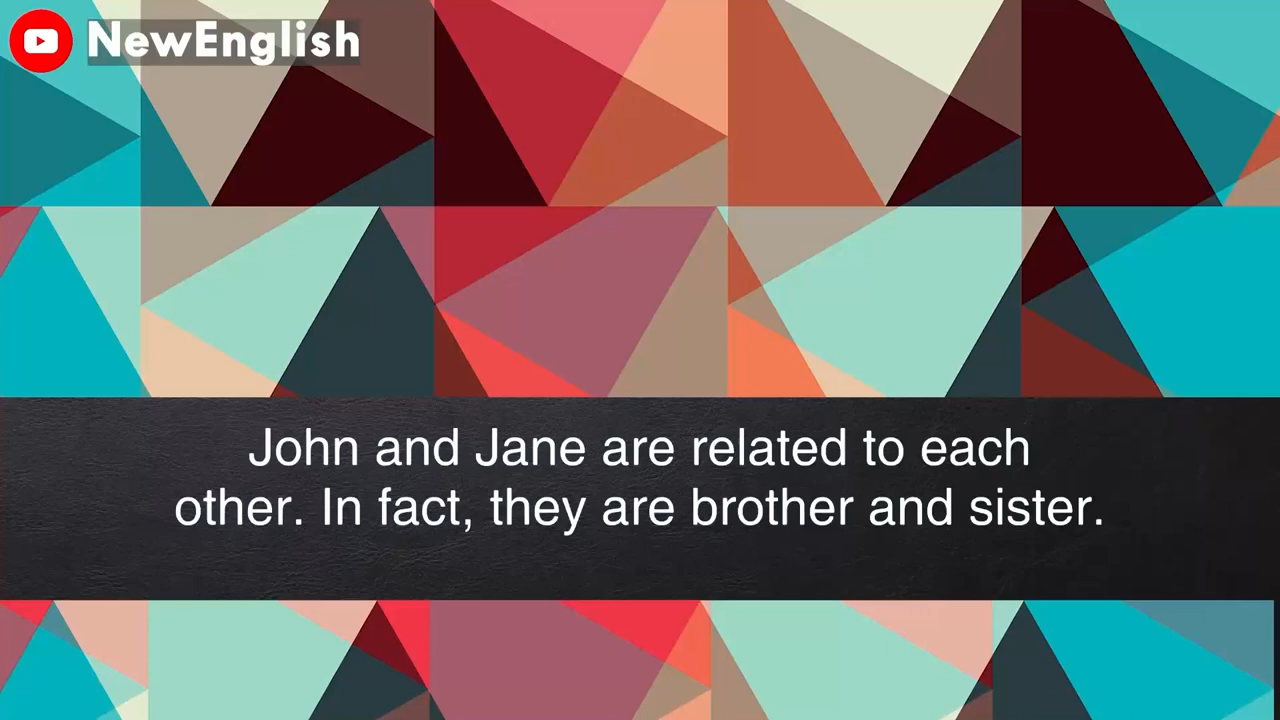 NewEnglish
John and Jane are related to each
other. In fact, they are brother and sister.